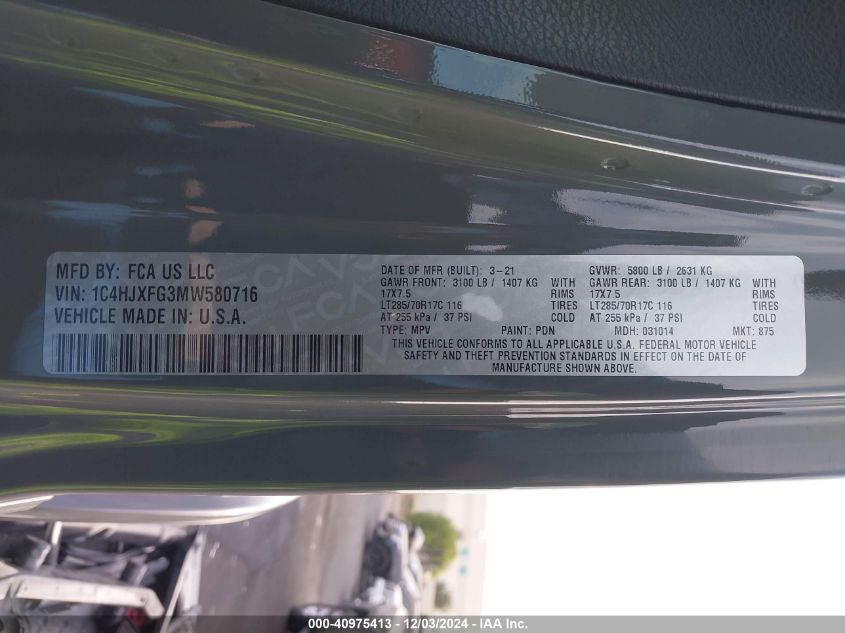 MFD BY: FCA US LLC
VIN: 1C4HJXFG3MW580716
VEHICLE MADE IN: U.S.A.
DATE OF MFR (BUILT): 3-21 GVWR: 5800 LB / 2631 KG
GAWR FRONT: 3100 LB / 1407 KG GAWR REAR: 3100 LB / 1407 KG
17X7.5 RIMS 17X7.5 RIMS
LT285/70R17C 116 TIRES LT285/70R17C 116 TIRES
AT 255 kPa / 37 PSI COLD AT 255 kPa / 37 PSI COLD
TYPE: MPV PAINT: PDN MDH: 031014 MKT: 875
THIS VEHICLE CONFORMS TO ALL APPLICABLE U.S.A. FEDERAL MOTOR VEHICLE
SAFETY AND THEFT PREVENTION STANDARDS IN EFFECT ON THE DATE OF
MANUFACTURE SHOWN ABOVE.
000-40975413 - 12/03/2024 - IAA Inc.